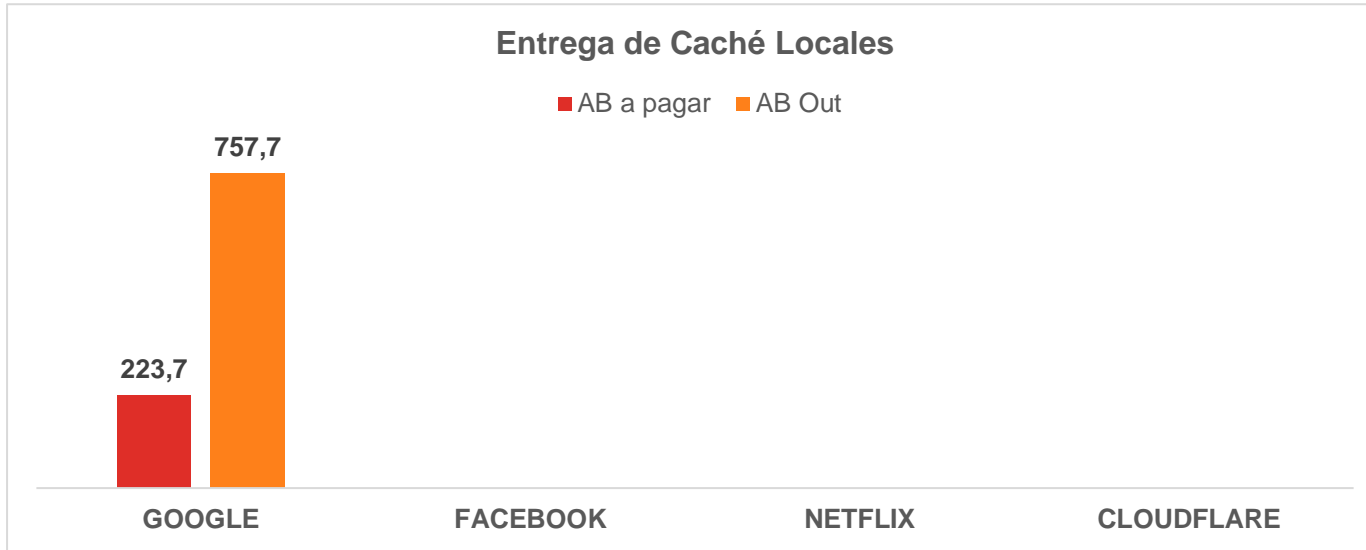 Entrega de Caché Locales
AB a pagar AB Out
757,7
223,7
GOOGLE FACEBOOK NETFLIX CLOUDFLARE